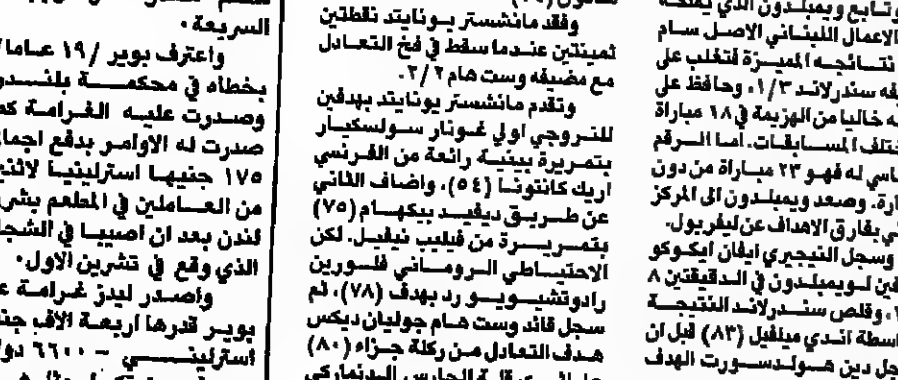 وتابع ويمبلدون الذي يملكه
الاعمال اللبناني الاصل سام
نتائجه المميزة فتغلب على
سندرلاند ٣/١، وحافظ على
خاليا من الهزيمة في ١٨ مباراة
المسابقات. اما الرقم
له فهو ٢٣ مباراة من دون
وصعد ويمبلدون الى المركز
بفارق الاهداف عن ليفربول.
وسجل النيجيري ايفان ايكوكو
لويمبلدون في الدقيقتين ٨
وقلص سندرلاند النتيجة
اندي ميلفيل (٨٣) قبل ان
دين هولدسورت الهدف
وفقد مانشستر يونايتد نقطتين
ثمينتين عندما سقط في فخ التعادل
مع مضيفه وست هام ٢/٢.
وتقدم مانشستر يونايتد بهدفين
للنروجي اولي غونار سولسكيار
بتمريرة بينية رائعة من الفرنسي
اريك كانتونا (٥٤)، واضاف الثاني
عن طريق ديفيد بيكهام (٧٥)
بتمريرة من فيليب نيفيل. لكن
الاحتياطي الروماني فلورين
رادوتشيويو رد بهدف (٧٨)، ثم
سجل قائد وست هام جوليان ديكس
هدف التعادل من ركلة جزاء (٨٠)
الحارس الدنماركي
السريعة.
واعترف بوير /١٩ عاما/
بخطاه في محكمة
وصدرت عليه الغرامة
صدرت له الاوامر بدفع
١٧٥ جنيها استرلينيا
من العاملين في المطعم
لندن بعد ان اصيبا في
الذي وقع في تشرين الاول.
واصدر ليدز غرامة
بوير قدرها اربعة الاف
استرليني - ٦٦٠٠